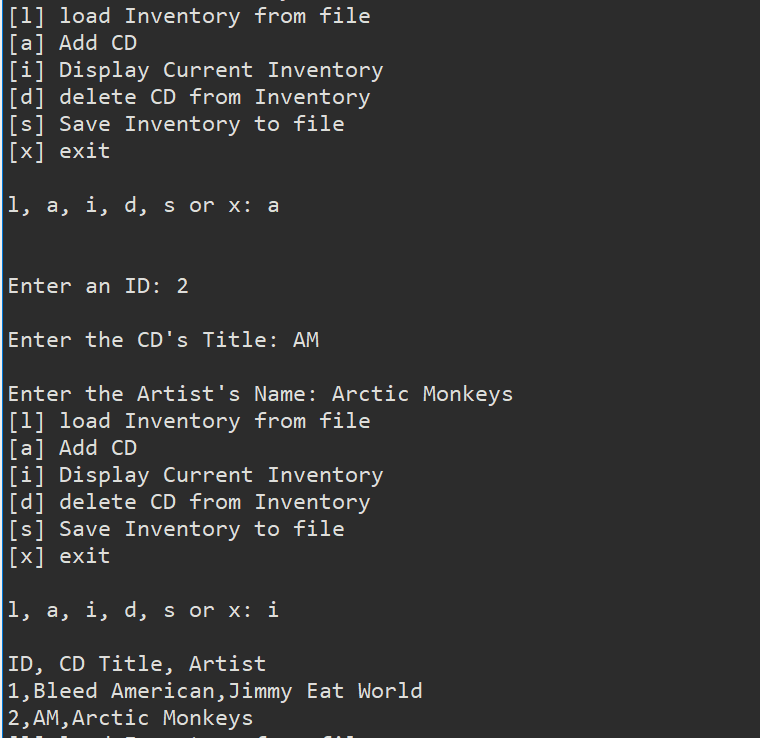 [l] load Inventory from file
[a] Add CD
[i] Display Current Inventory
[d] delete CD from Inventory
[s] Save Inventory to file
[x] exit
l, a, i, d, s or x: a
Enter an ID: 2
Enter the CD's Title: AM
Enter the Artist's Name: Arctic Monkeys
[l] load Inventory from file
[a] Add CD
[i] Display Current Inventory
[d] delete CD from Inventory
[s] Save Inventory to file
[x] exit
l, a, i, d, s or x: i
ID, CD Title, Artist
1,Bleed American,Jimmy Eat World
2,AM,Arctic Monkeys